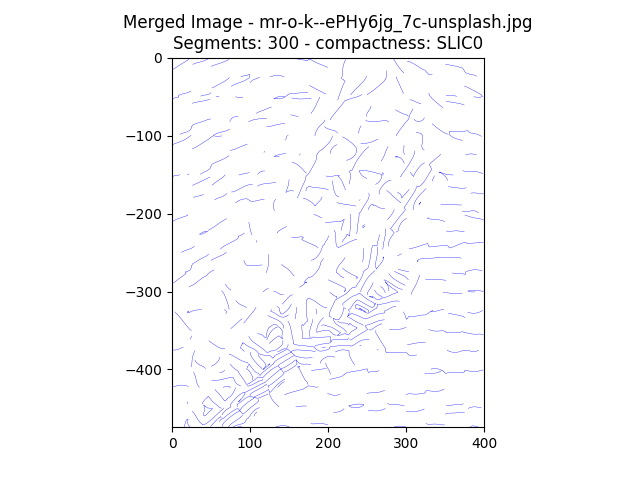 Merged Image - mr-o-k--ePHy6jg_7c-unsplash.jpg
Segments: 300 - compactness: SLIC0
0
−100
−200
−300
−400
0 100 200 300 400